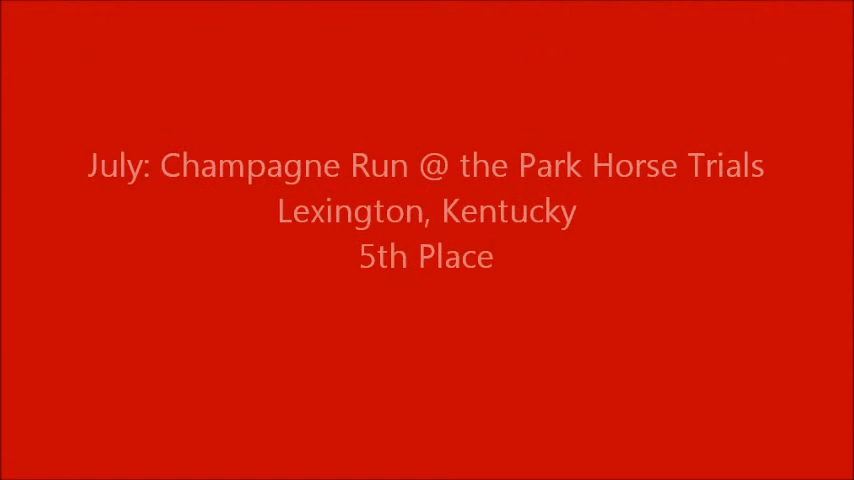 July: Champagne Run @ the Park Horse Trials
Lexington, Kentucky
5th Place